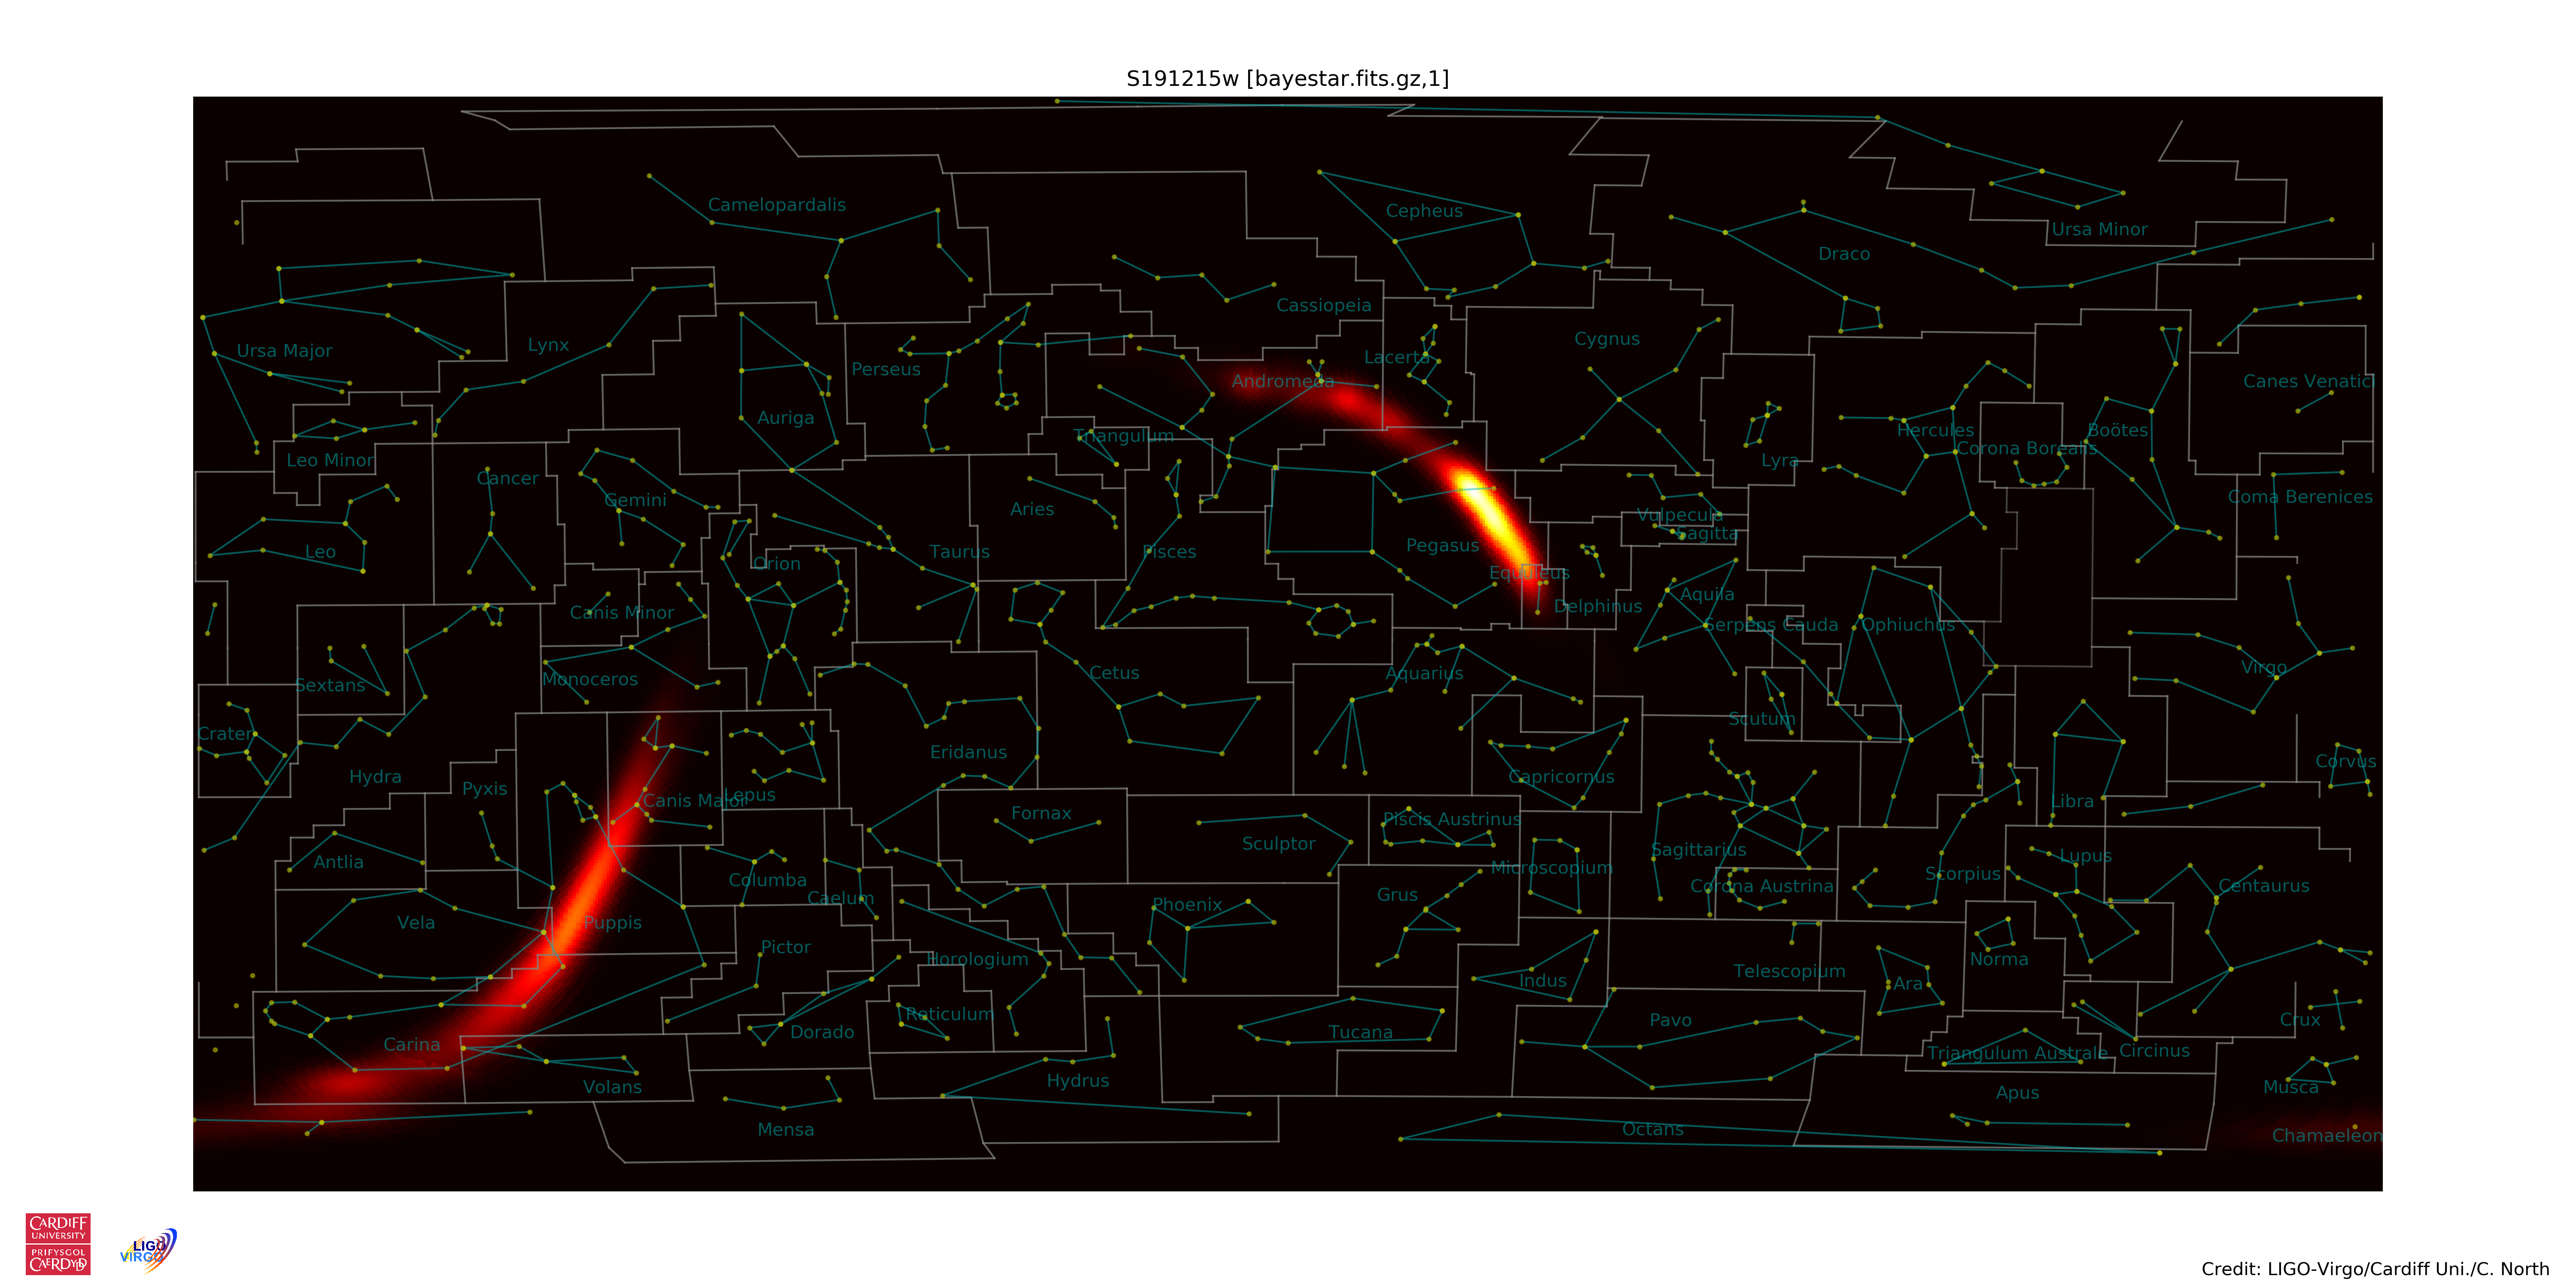 S191215w [bayestar.fits.gz,1]
Camelopardalis
Cepheus
Ursa Minor
Draco
Cassiopeia
Ursa Major
Lynx
Perseus
Lacerta
Cygnus
Andromeda
Canes Venatici
Auriga
Triangulum
Hercules
Boötes
Corona Borealis
Leo Minor
Lyra
Cancer
Gemini
Aries
Coma Berenices
Vulpecula
Sagitta
Leo
Orion
Taurus
Pisces
Pegasus
Equuleus
Canis Minor
Delphinus
Aquila
Serpens Cauda
Ophiuchus
Sextans
Monoceros
Cetus
Aquarius
Virgo
Crater
Scutum
Hydra
Pyxis
Eridanus
Capricornus
Corvus
Canis Major
Lepus
Fornax
Piscis Austrinus
Libra
Antlia
Sculptor
Sagittarius
Lupus
Columba
Caelum
Microscopium
Corona Austrina
Scorpius
Centaurus
Vela
Puppis
Phoenix
Grus
Pictor
Horologium
Indus
Telescopium
Ara
Norma
Carina
Dorado
Reticulum
Tucana
Pavo
Triangulum Australe
Circinus
Crux
Volans
Hydrus
Apus
Musca
Mensa
Octans
Chamaeleon
CARDIFF
UNIVERSITY
PRIFYSGOL
CAERDYDD
LIGO
VIRGO
Credit: LIGO-Virgo/Cardiff Uni./C. North